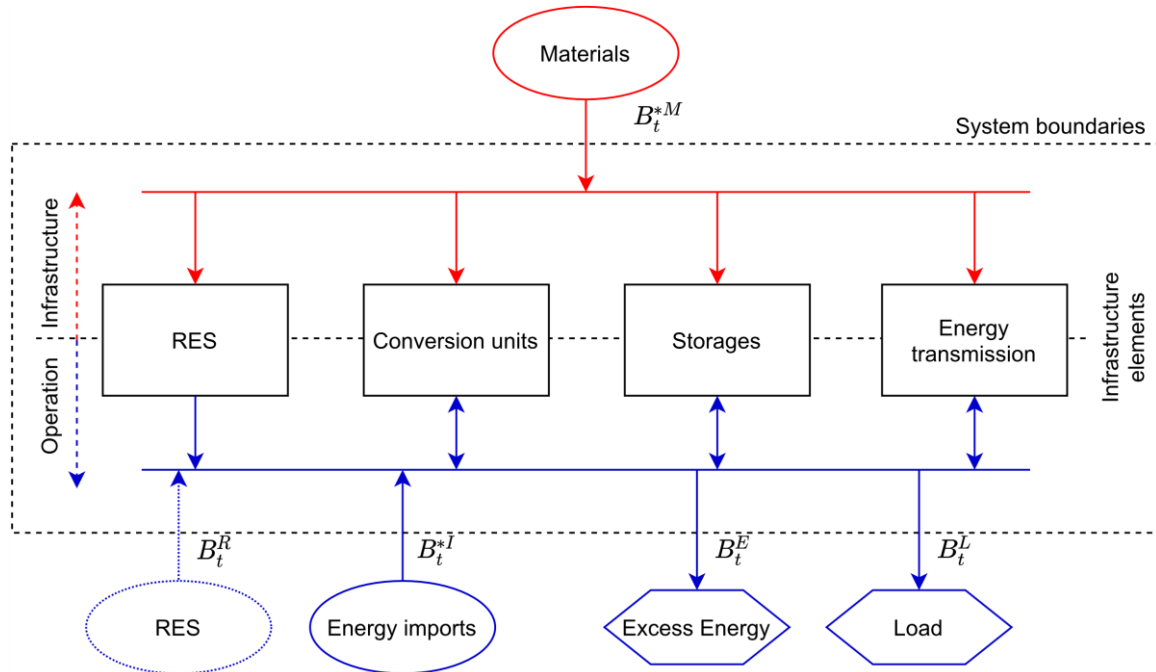 Materials
$B_t^{*M}$
System boundaries
Infrastructure
Operation
RES
Conversion units
Storages
Energy
transmission
Infrastructure
elements
$B_t^R$
$B_t^{*I}$
$B_t^E$
$B_t^L$
RES
Energy imports
Excess Energy
Load